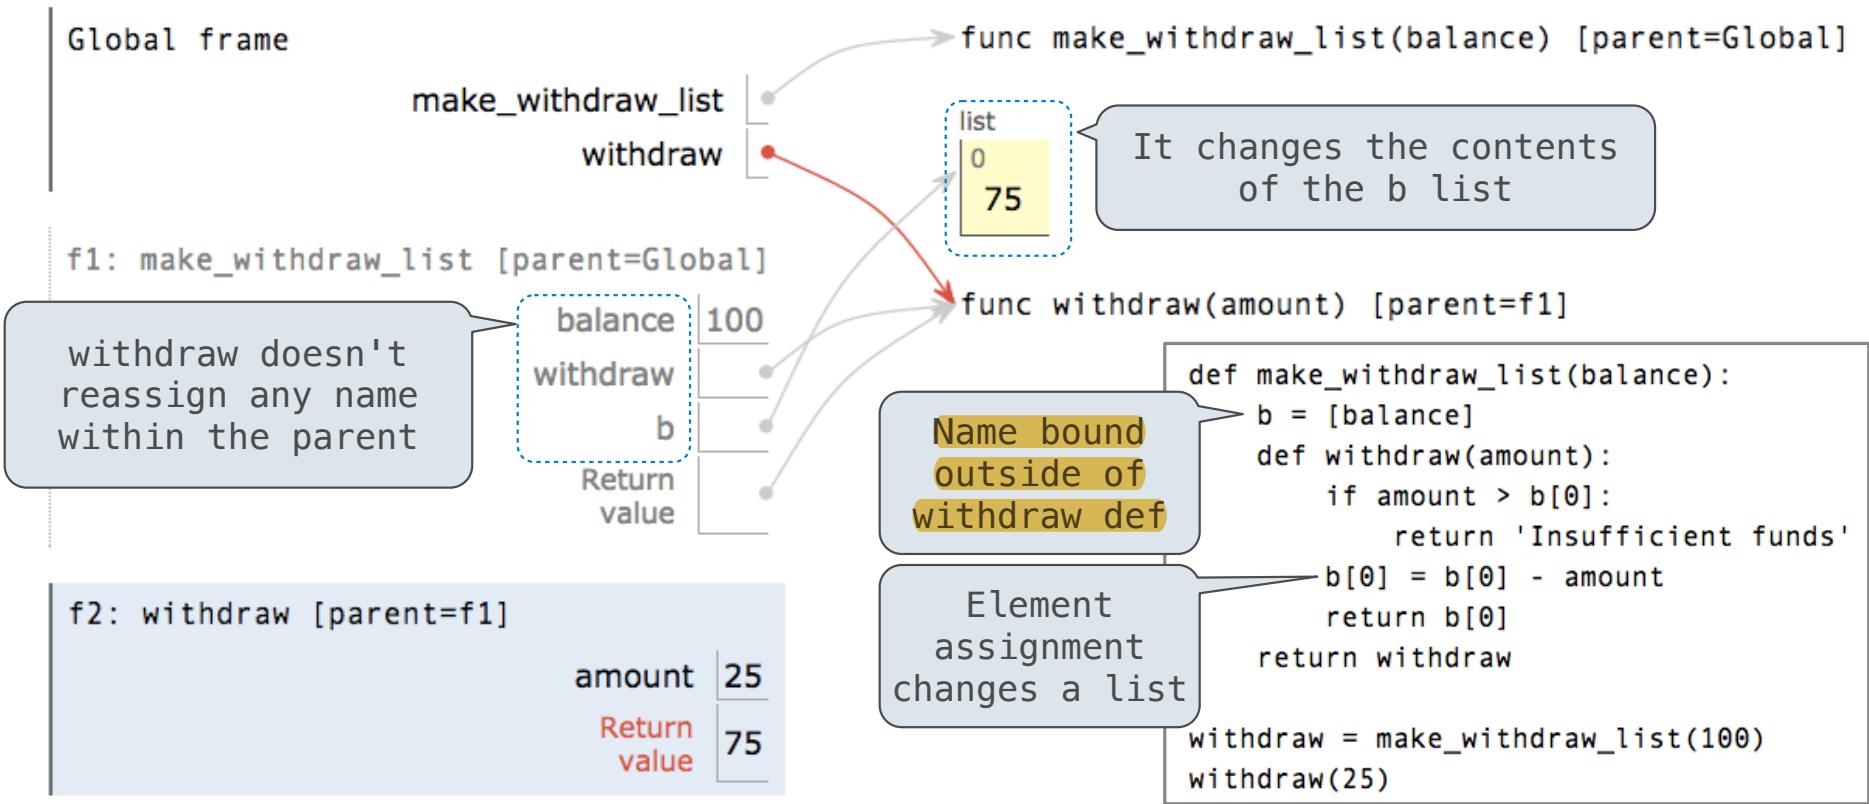 Global frame
make_withdraw_list
withdraw
func make_withdraw_list(balance) [parent=Global]
list
0
75
It changes the contents
of the b list
f1: make_withdraw_list [parent=Global]
balance 100
withdraw
b
Return
value
withdraw doesn't
reassign any name
within the parent
func withdraw(amount) [parent=f1]
f2: withdraw [parent=f1]
amount 25
Return
value 75
Name bound
outside of
withdraw def
Element
assignment
changes a list
def make_withdraw_list(balance):
    b = [balance]
    def withdraw(amount):
        if amount > b[0]:
            return 'Insufficient funds'
        b[0] = b[0] - amount
        return b[0]
    return withdraw
withdraw = make_withdraw_list(100)
withdraw(25)